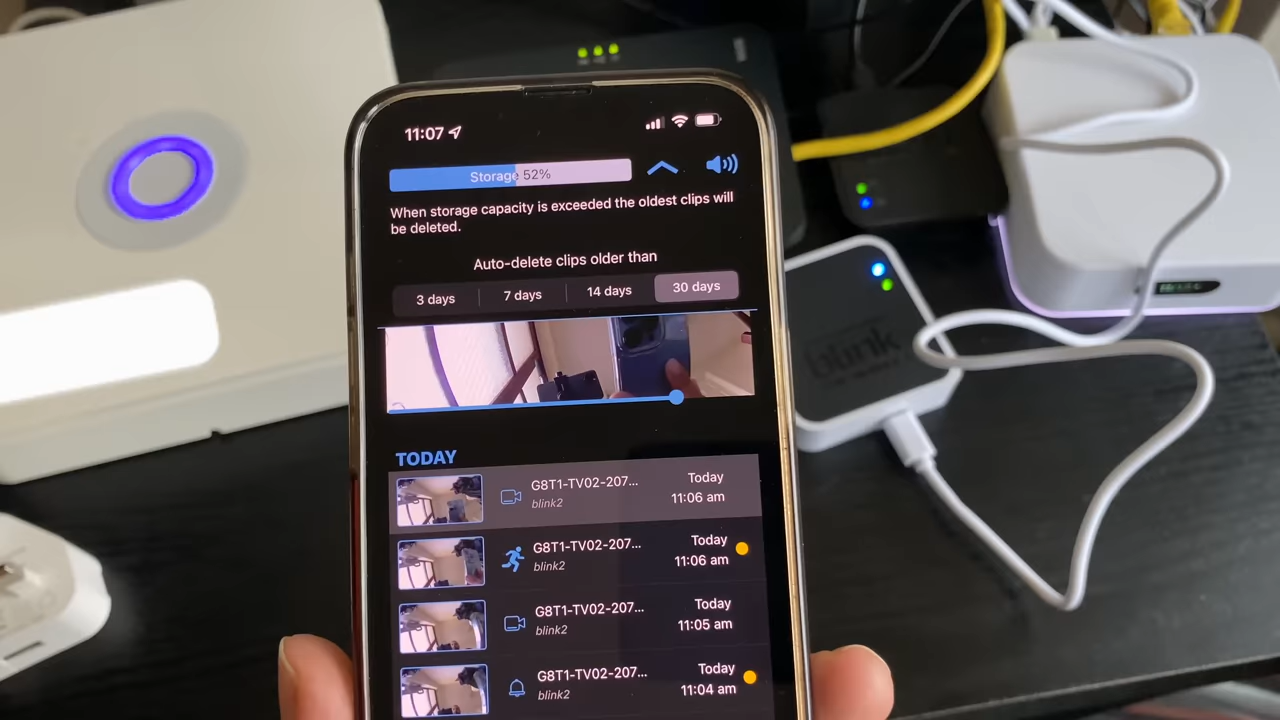 11:07
Storage 52%
When storage capacity is exceeded the oldest clips will
be deleted.
Auto-delete clips older than
3 days
7 days
14 days
30 days
TODAY
G8T1-TV02-207...
blink2
Today
11:06 am
G8T1-TV02-207...
blink2
Today
11:06 am
G8T1-TV02-207...
blink2
Today
11:05 am
G8T1-TV02-207...
blink2
Today
11:04 am
blink